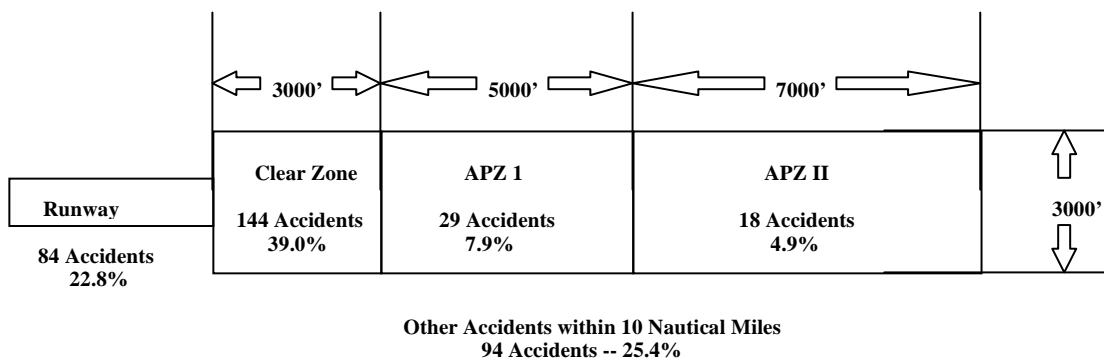 3000’
5000’
7000’
Clear Zone
APZ 1
APZ II
Runway
144 Accidents
29 Accidents
18 Accidents
3000’
39.0%
7.9%
4.9%
84 Accidents
22.8%
Other Accidents within 10 Nautical Miles
94 Accidents -- 25.4%